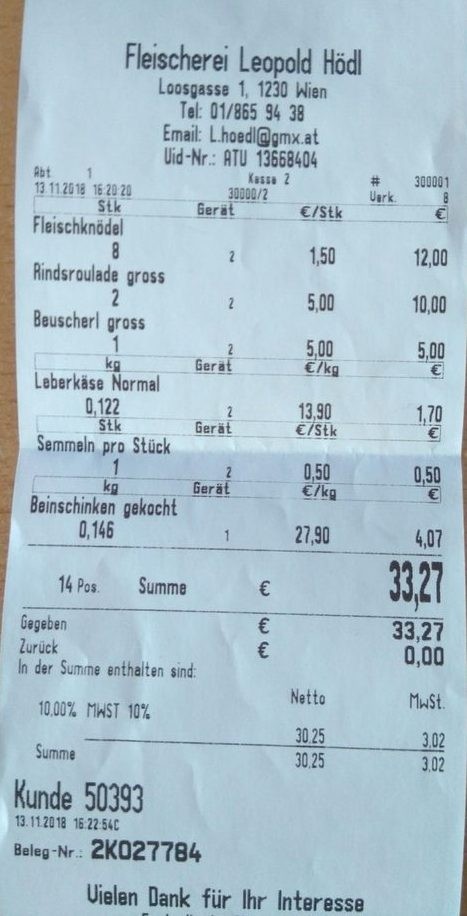 Fleischerei Leopold Hödl
Loosgasse 1, 1230 Wien
Tel: 01/865 94 38
Email: L.hoedl@gmx.at
Uid-Nr.: ATU 13668404
Abt 1 Kassa 2 # 300001
13.11.2018 16:20:20 30000/2 Verk. 8
Stk Gerät €/Stk €
Fleischknödel
8 2 1,50 12,00
Rindsroulade gross
2 2 5,00 10,00
Beuscherl gross
1 2 5,00 5,00
kg Gerät €/kg €
Leberkäse Normal
0,122 2 13,90 1,70
Stk Gerät €/Stk €
Semmeln pro Stück
1 2 0,50 0,50
kg Gerät €/kg €
Beinschinken gekocht
0,146 1 27,90 4,07
14 Pos. Summe € 33,27
Gegeben € 33,27
Zurück € 0,00
In der Summe enthalten sind:
Netto MwSt.
10,00% MWST 10%
30,25 3,02
Summe 30,25 3,02
Kunde 50393
13.11.2018 16:22:54C
Beleg-Nr.: 2K027784
Vielen Dank für Ihr Interesse